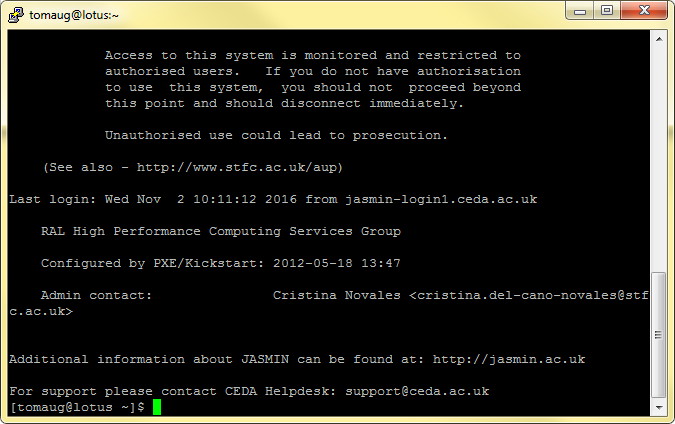 tomaug@lotus:~
Access to this system is monitored and restricted to
authorised users.   If you do not have authorisation
to use  this system,  you should not  proceed beyond
this point and should disconnect immediately.
Unauthorised use could lead to prosecution.
(See also - http://www.stfc.ac.uk/aup)
Last login: Wed Nov  2 10:11:12 2016 from jasmin-login1.ceda.ac.uk
RAL High Performance Computing Services Group
Configured by PXE/Kickstart: 2012-05-18 13:47
Admin contact:               Cristina Novales <cristina.del-cano-novales@stf
c.ac.uk>
Additional information about JASMIN can be found at: http://jasmin.ac.uk
For support please contact CEDA Helpdesk: support@ceda.ac.uk
[tomaug@lotus ~]$